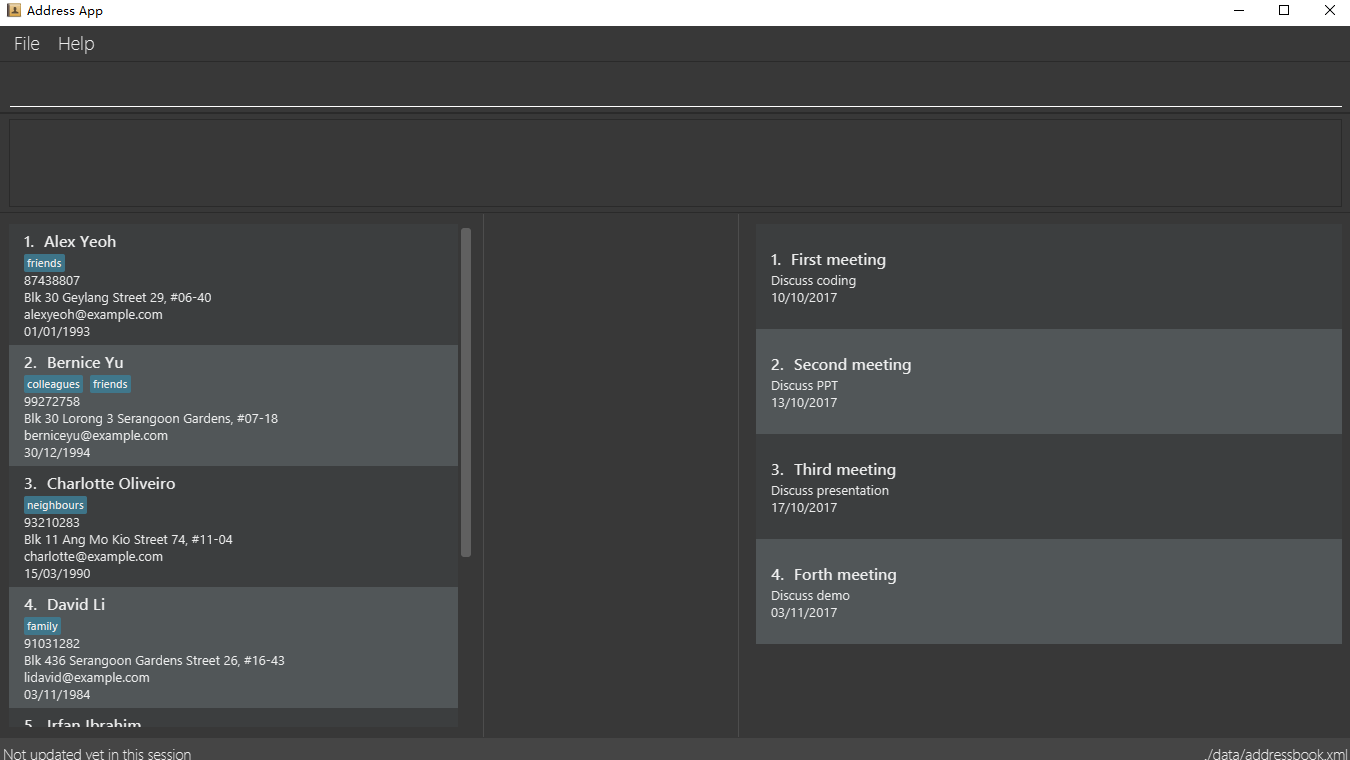 Address App
File Help
1. Alex Yeoh
friends
87438807
Blk 30 Geylang Street 29, #06-40
alexyeoh@example.com
01/01/1993
2. Bernice Yu
colleagues friends
99272758
Blk 30 Lorong 3 Serangoon Gardens, #07-18
berniceyu@example.com
30/12/1994
3. Charlotte Oliveiro
neighbours
93210283
Blk 11 Ang Mo Kio Street 74, #11-04
charlotte@example.com
15/03/1990
4. David Li
family
91031282
Blk 436 Serangoon Gardens Street 26, #16-43
lidavid@example.com
03/11/1984
5. Irfan Ibrahim
1. First meeting
Discuss coding
10/10/2017
2. Second meeting
Discuss PPT
13/10/2017
3. Third meeting
Discuss presentation
17/10/2017
4. Forth meeting
Discuss demo
03/11/2017
Not updated yet in this session
./data/addressbook.xml